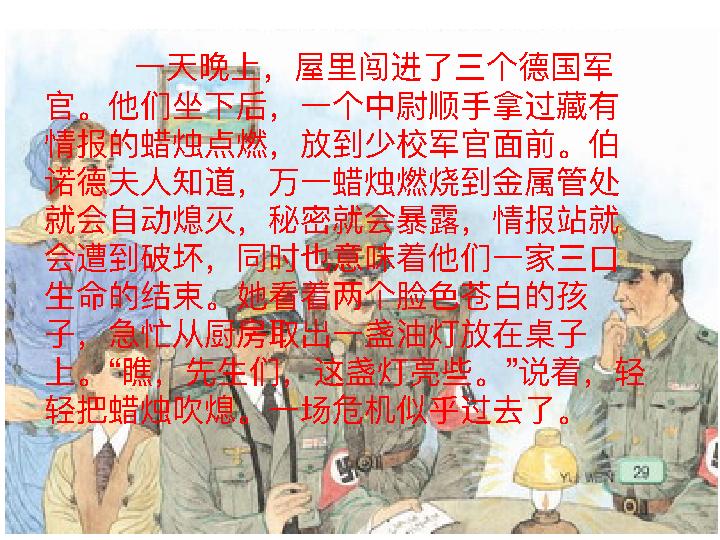 一天晚上，屋里闯进了三个德国军
官。他们坐下后，一个中尉顺手拿过藏有
情报的蜡烛点燃，放到少校军官面前。伯
诺德夫人知道，万一蜡烛燃烧到金属管处
就会自动熄灭，秘密就会暴露，情报站就
会遭到破坏，同时也意味着他们一家三口
生命的结束。她看着两个脸色苍白的孩
子，急忙从厨房取出一盏油灯放在桌子
上。“瞧，先生们，这盏灯亮些。”说着，轻
轻把蜡烛吹熄。一场危机似乎过去了。
YU WEN 29